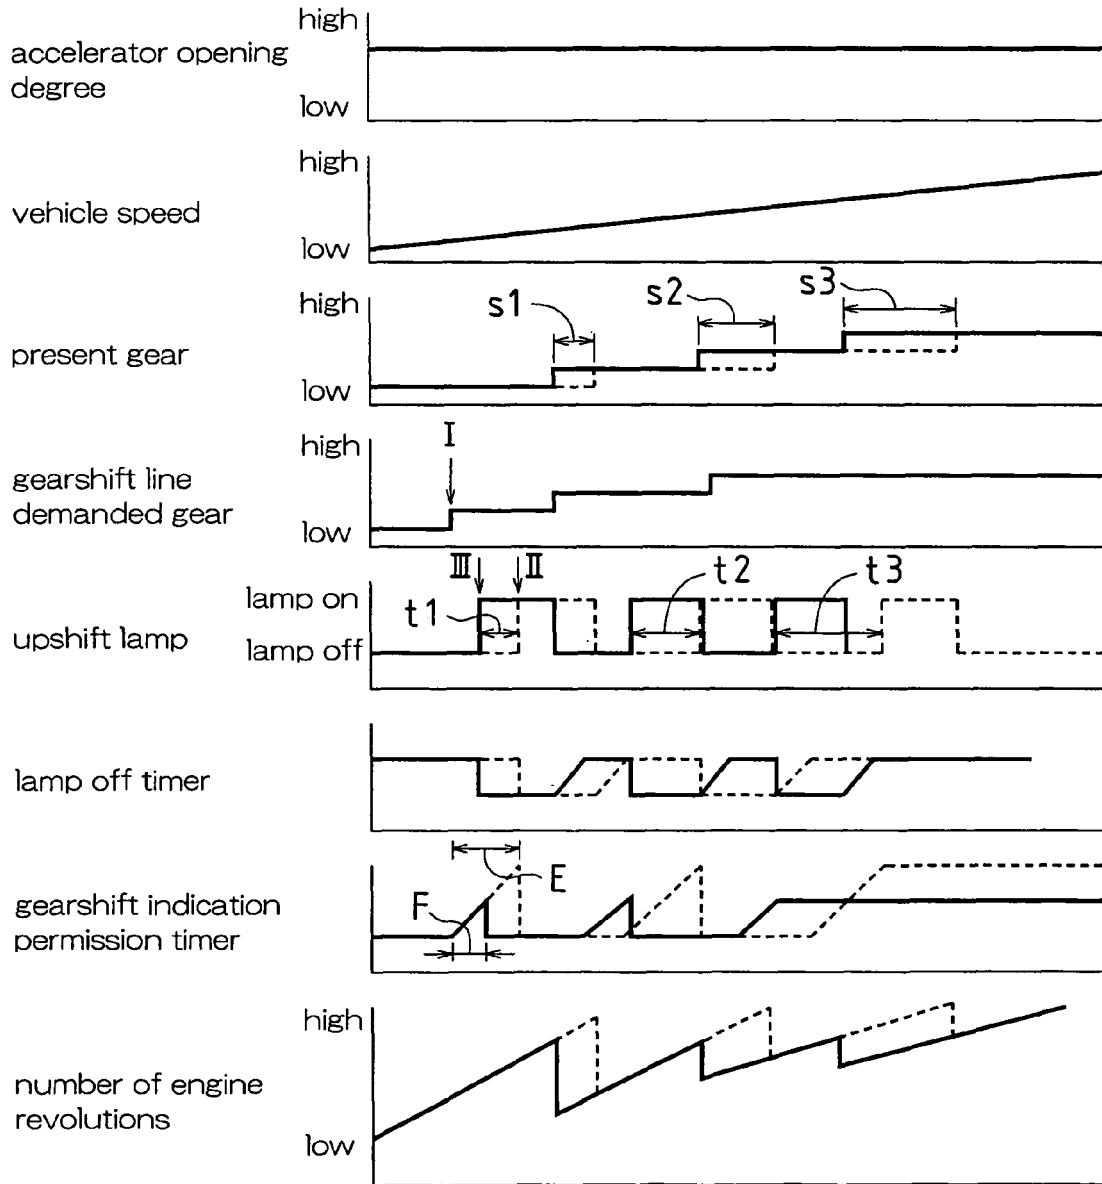 high
accelerator opening
degree
low
high
vehicle speed
low
s1
s2
s3
high
present gear
low
I
high
gearshift line
demanded gear
low
III
II
lamp on
t1
t2
t3
upshift lamp
lamp off
lamp off timer
E
F
gearshift indication
permission timer
high
number of engine
revolutions
low